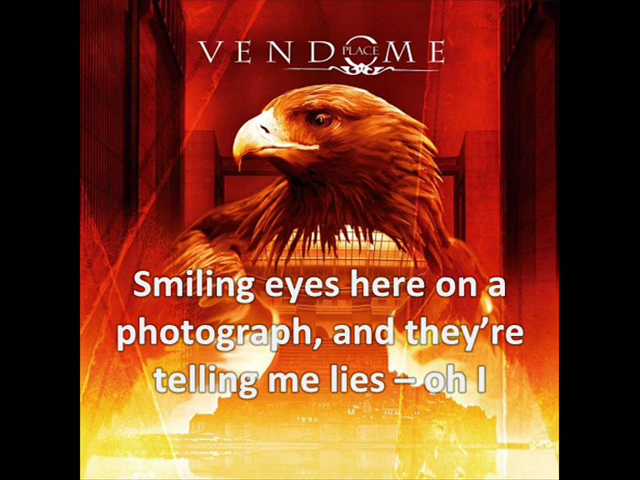 VENDOME
PLACE
Smiling eyes here on a
photograph, and they’re
telling me lies – oh I